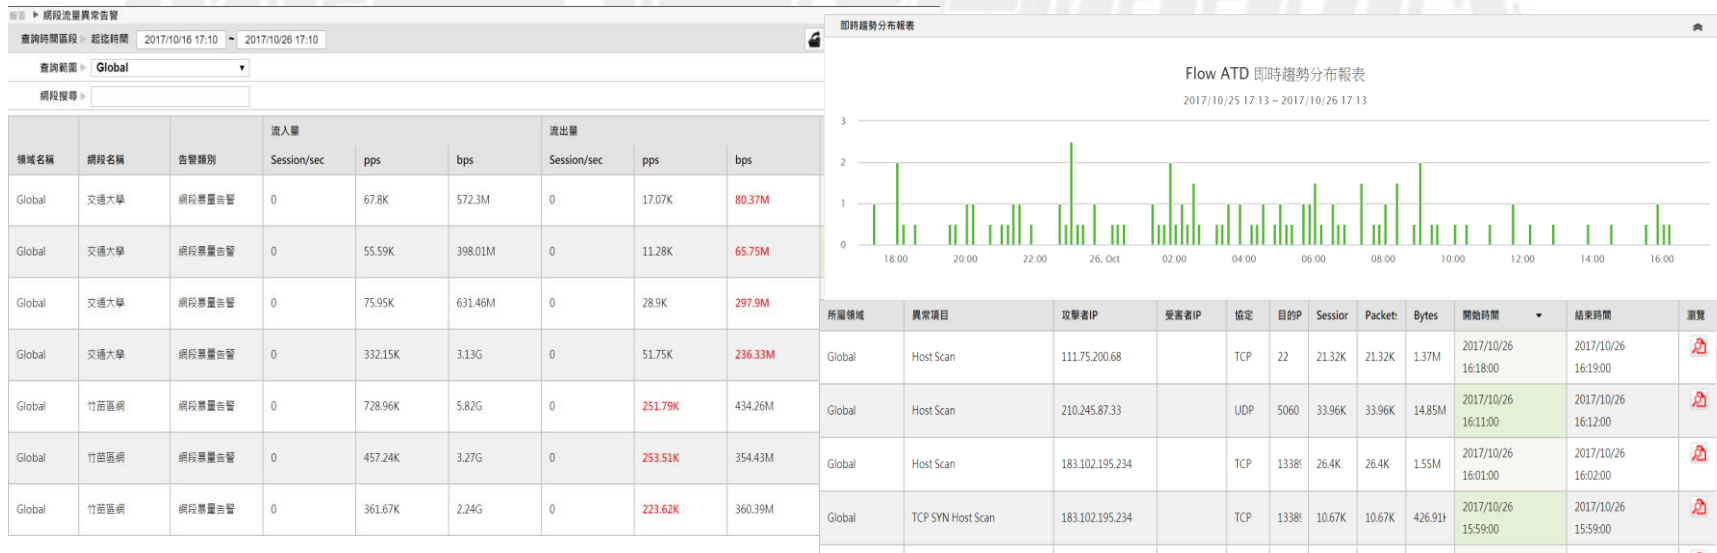 報表 ▶ 網段流量異常告警
查詢時間區段 ▶ 起迄時間 2017/10/16 17:10 ~ 2017/10/26 17:10
查詢範圍 ▶ Global
網段搜尋 ▶
流入量 流出量
領域名稱 網段名稱 告警類別 Session/sec pps bps Session/sec pps bps
Global 交通大學 網段暴量告警 0 67.8K 572.3M 0 17.07K 80.37M
Global 交通大學 網段暴量告警 0 55.59K 398.01M 0 11.28K 65.75M
Global 交通大學 網段暴量告警 0 75.95K 631.46M 0 28.9K 297.9M
Global 交通大學 網段暴量告警 0 332.15K 3.13G 0 51.75K 236.33M
Global 竹苗區網 網段暴量告警 0 728.96K 5.82G 0 251.79K 434.26M
Global 竹苗區網 網段暴量告警 0 457.24K 3.27G 0 253.51K 354.43M
Global 竹苗區網 網段暴量告警 0 361.67K 2.24G 0 223.62K 360.39M
即時趨勢分布報表
Flow ATD 即時趨勢分布報表
2017/10/25 17:13 ~ 2017/10/26 17:13
3
2
1
0
18:00 20:00 22:00 26. Oct 02:00 04:00 06:00 08:00 10:00 12:00 14:00 16:00
所屬領域 異常項目 攻擊者IP 受害者IP 協定 目的P Session Packets Bytes 開始時間 ▼ 結束時間 瀏覽
Global Host Scan 111.75.200.68 TCP 22 21.32K 21.32K 1.37M 2017/10/26 16:18:00 2017/10/26 16:19:00
Global Host Scan 210.245.87.33 UDP 5060 33.96K 33.96K 14.85M 2017/10/26 16:11:00 2017/10/26 16:12:00
Global Host Scan 183.102.195.234 TCP 1338 26.4K 26.4K 1.55M 2017/10/26 16:01:00 2017/10/26 16:02:00
Global TCP SYN Host Scan 183.102.195.234 TCP 1338 10.67K 10.67K 426.91 2017/10/26 15:59:00 2017/10/26 15:59:00